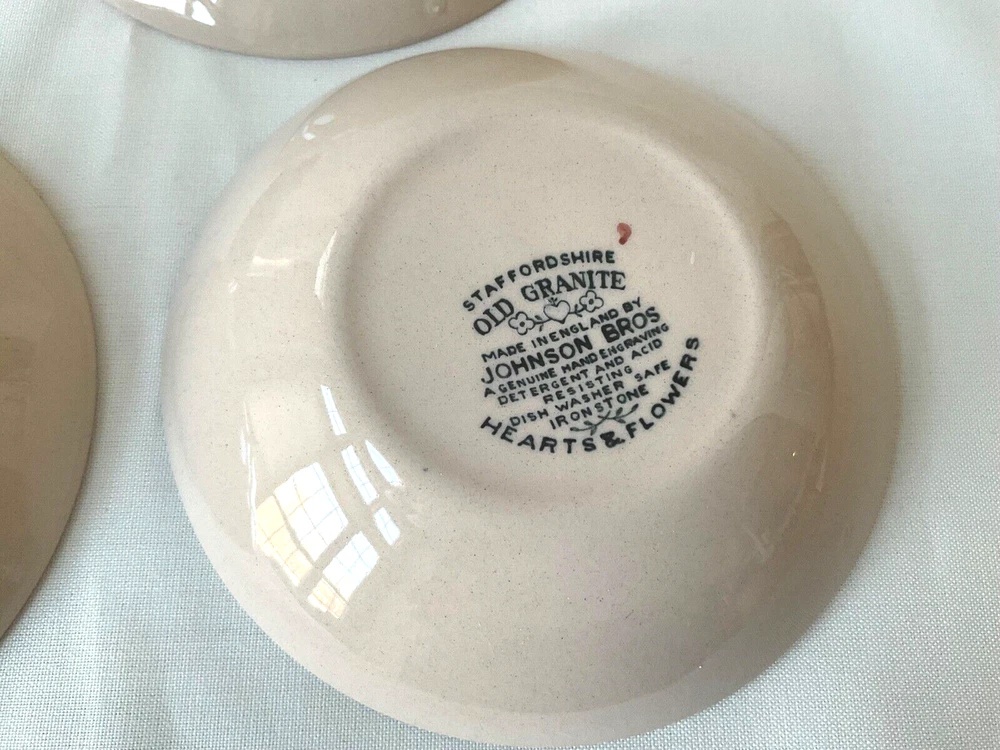 STAFFORDSHIRE
OLD GRANITE
MADE IN ENGLAND BY
JOHNSON BROS
A GENUINE HAND ENGRAVING
DETERGENT AND ACID
RESISTING
DISH WASHER SAFE
IRONSTONE
HEARTS & FLOWERS